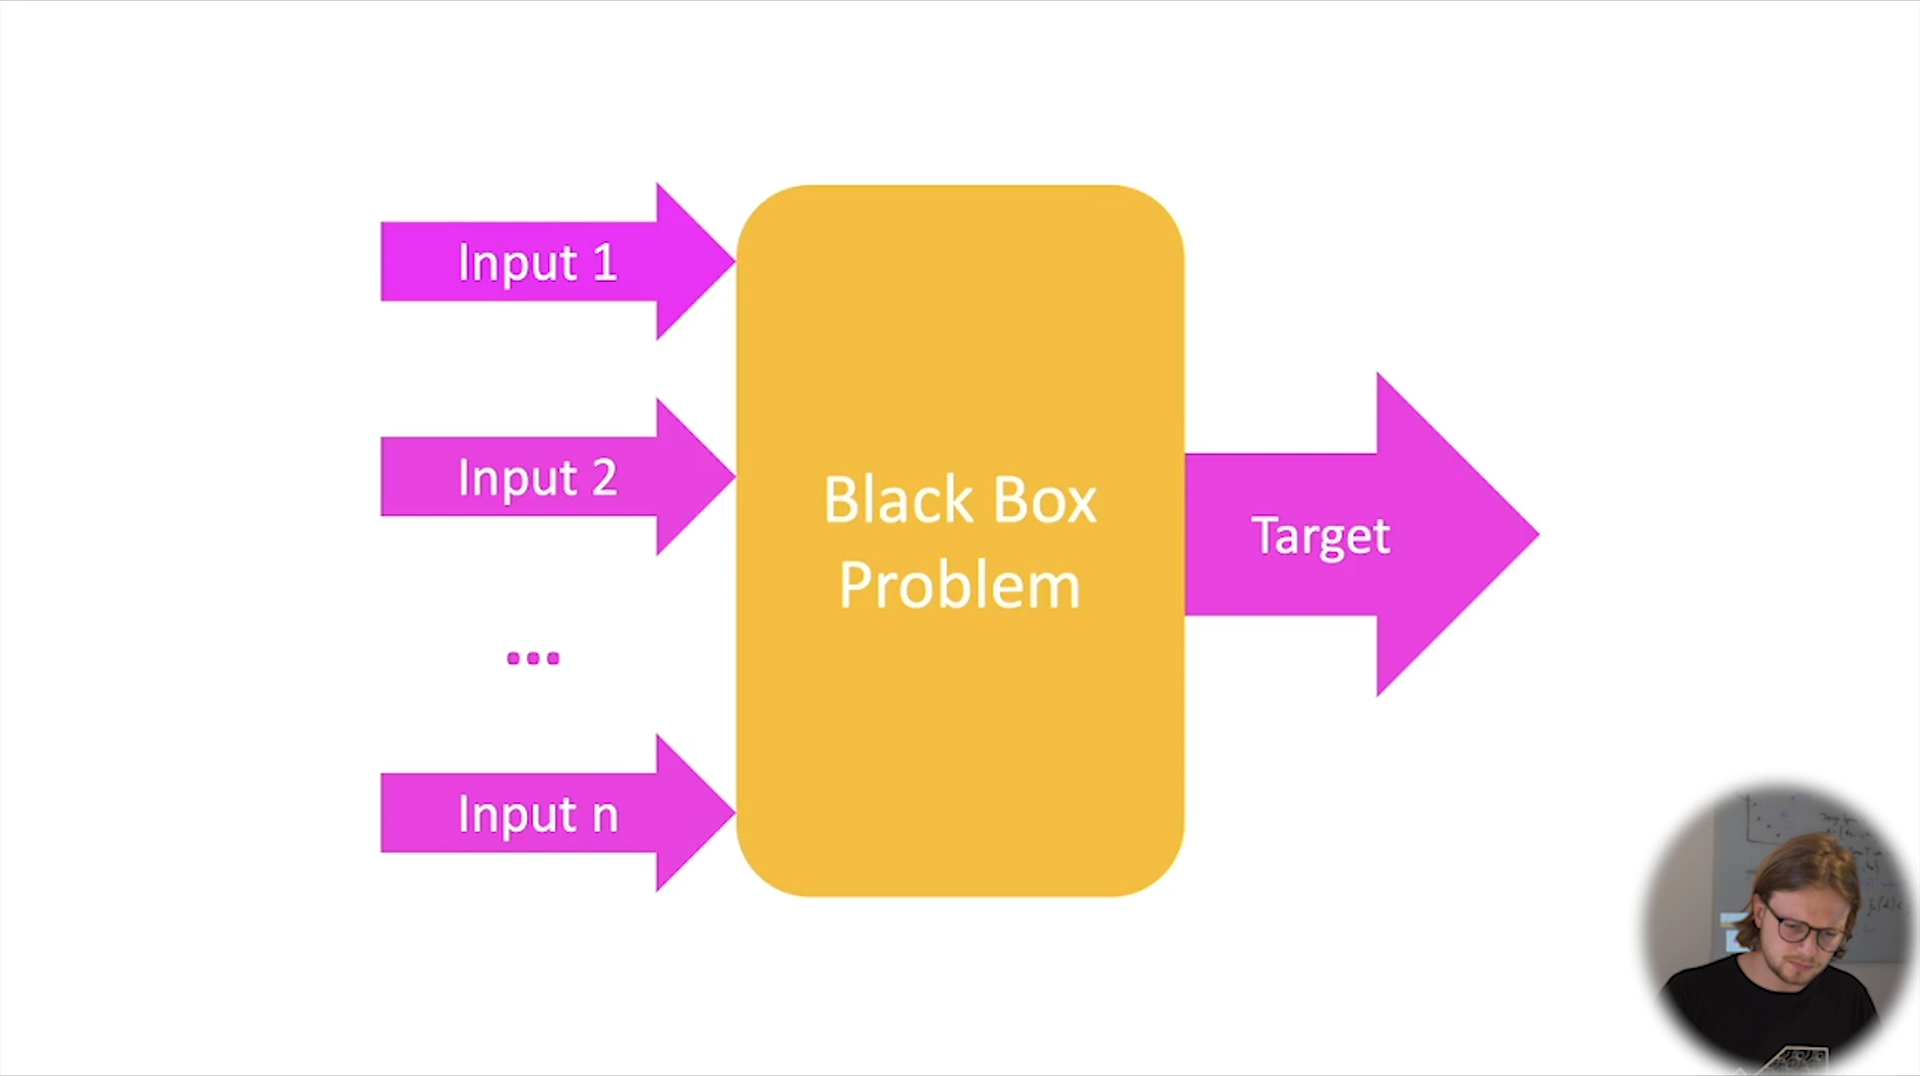 Input 1
Input 2
...
Input n
Black Box
Problem
Target